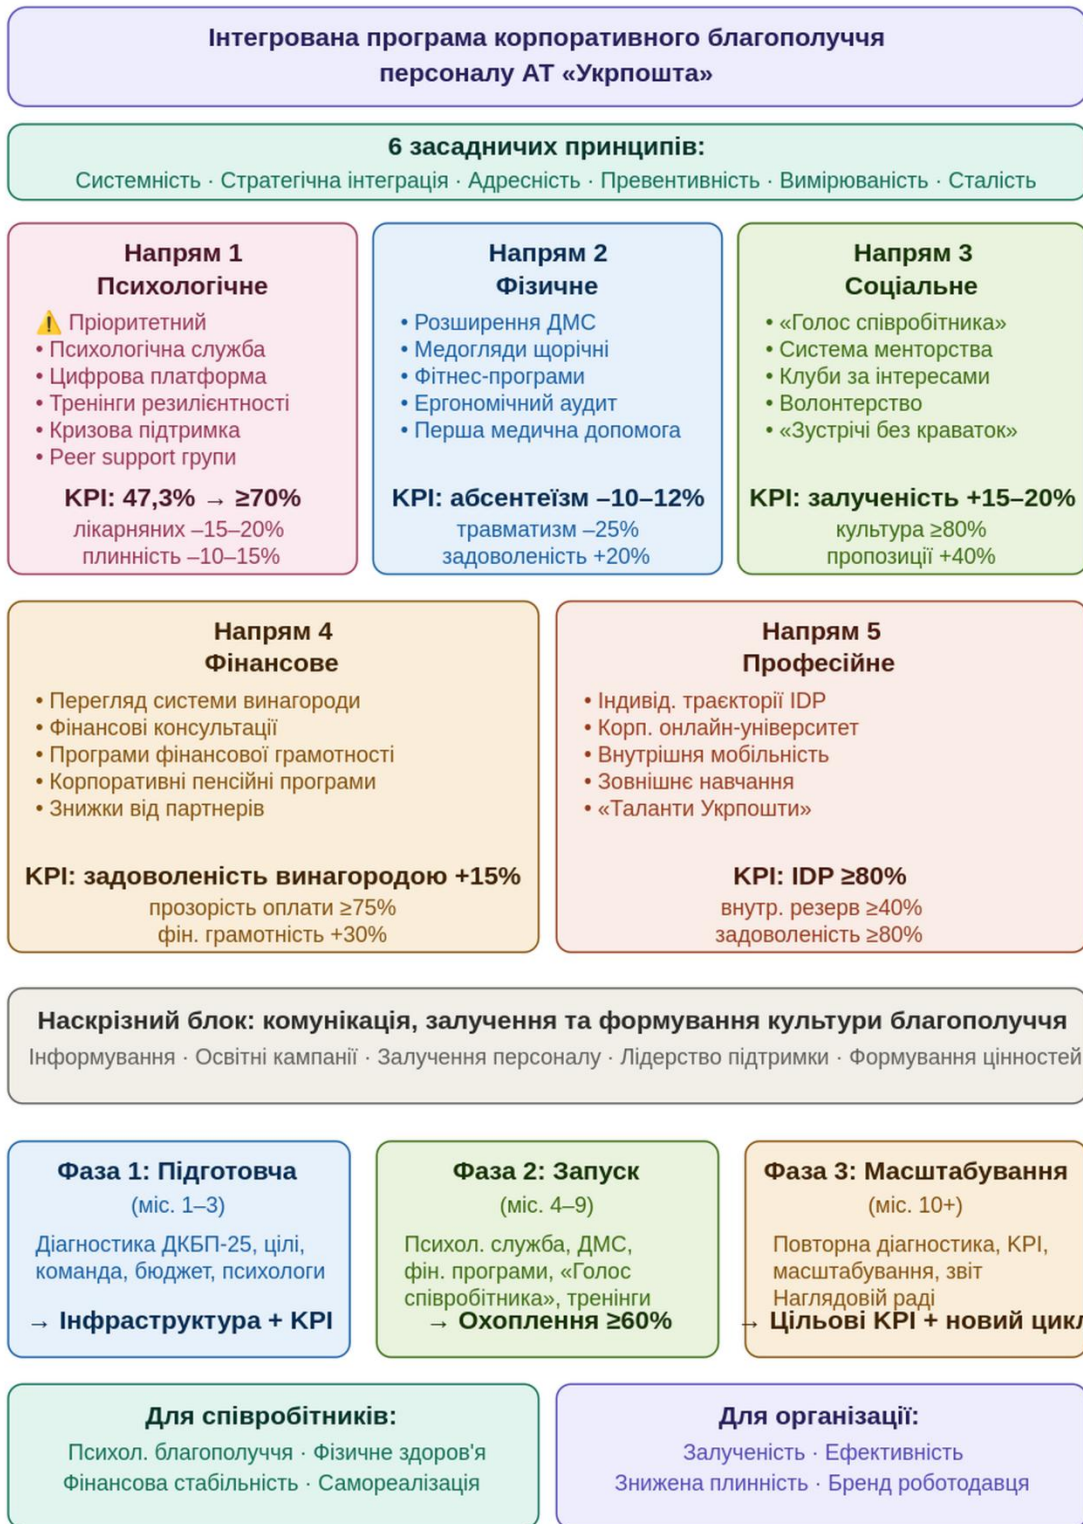 Інтегрована програма корпоративного благополуччя
персоналу АТ «Укрпошта»
6 засадничих принципів:
Системність · Стратегічна інтеграція · Адресність · Превентивність · Вимірюваність · Сталість
Напрям 1
Психологічне
⚠️ Пріоритетний
• Психологічна служба
• Цифрова платформа
• Тренінги резилієнтності
• Кризова підтримка
• Peer support групи
KPI: 47,3% → ≥70%
лікарняних –15–20%
плинність –10–15%
Напрям 2
Фізичне
• Розширення ДМС
• Медогляди щорічні
• Фітнес-програми
• Ергономічний аудит
• Перша медична допомога
KPI: абсентеїзм –10–12%
травматизм –25%
задоволеність +20%
Напрям 3
Соціальне
• «Голос співробітника»
• Система менторства
• Клуби за інтересами
• Волонтерство
• «Зустрічі без краваток»
KPI: залученість +15–20%
культура ≥80%
пропозиції +40%
Напрям 4
Фінансове
• Перегляд системи винагороди
• Фінансові консультації
• Програми фінансової грамотності
• Корпоративні пенсійні програми
• Знижки від партнерів
KPI: задоволеність винагородою +15%
прозорість оплати ≥75%
фін. грамотність +30%
Напрям 5
Професійне
• Індивід. траєкторії IDP
• Корп. онлайн-університет
• Внутрішня мобільність
• Зовнішнє навчання
• «Таланти Укрпошти»
KPI: IDP ≥80%
внутр. резерв ≥40%
задоволеність ≥80%
Наскрізний блок: комунікація, залучення та формування культури благополуччя
Інформування · Освітні кампанії · Залучення персоналу · Лідерство підтримки · Формування цінностей
Фаза 1: Підготовча
(міс. 1–3)
Діагностика ДКБП-25, цілі,
команда, бюджет, психологи
→ Інфраструктура + KPI
Фаза 2: Запуск
(міс. 4–9)
Психол. служба, ДМС,
фін. програми, «Голос
співробітника», тренінги
→ Охоплення ≥60%
Фаза 3: Масштабування
(міс. 10+)
Повторна діагностика, KPI,
масштабування, звіт
Наглядовій раді
→ Цільові KPI + новий цикл
Для співробітників:
Психол. благополуччя · Фізичне здоров'я
Фінансова стабільність · Самореалізація
Для організації:
Залученість · Ефективність
Знижена плинність · Бренд роботодавця